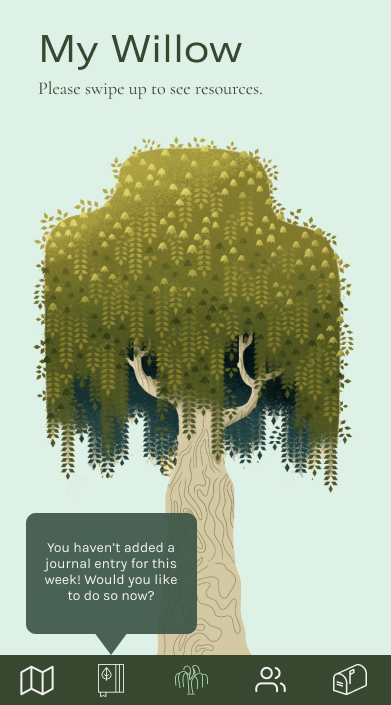 My Willow
Please swipe up to see resources.
You haven't added a
journal entry for this
week! Would you like
to do so now?